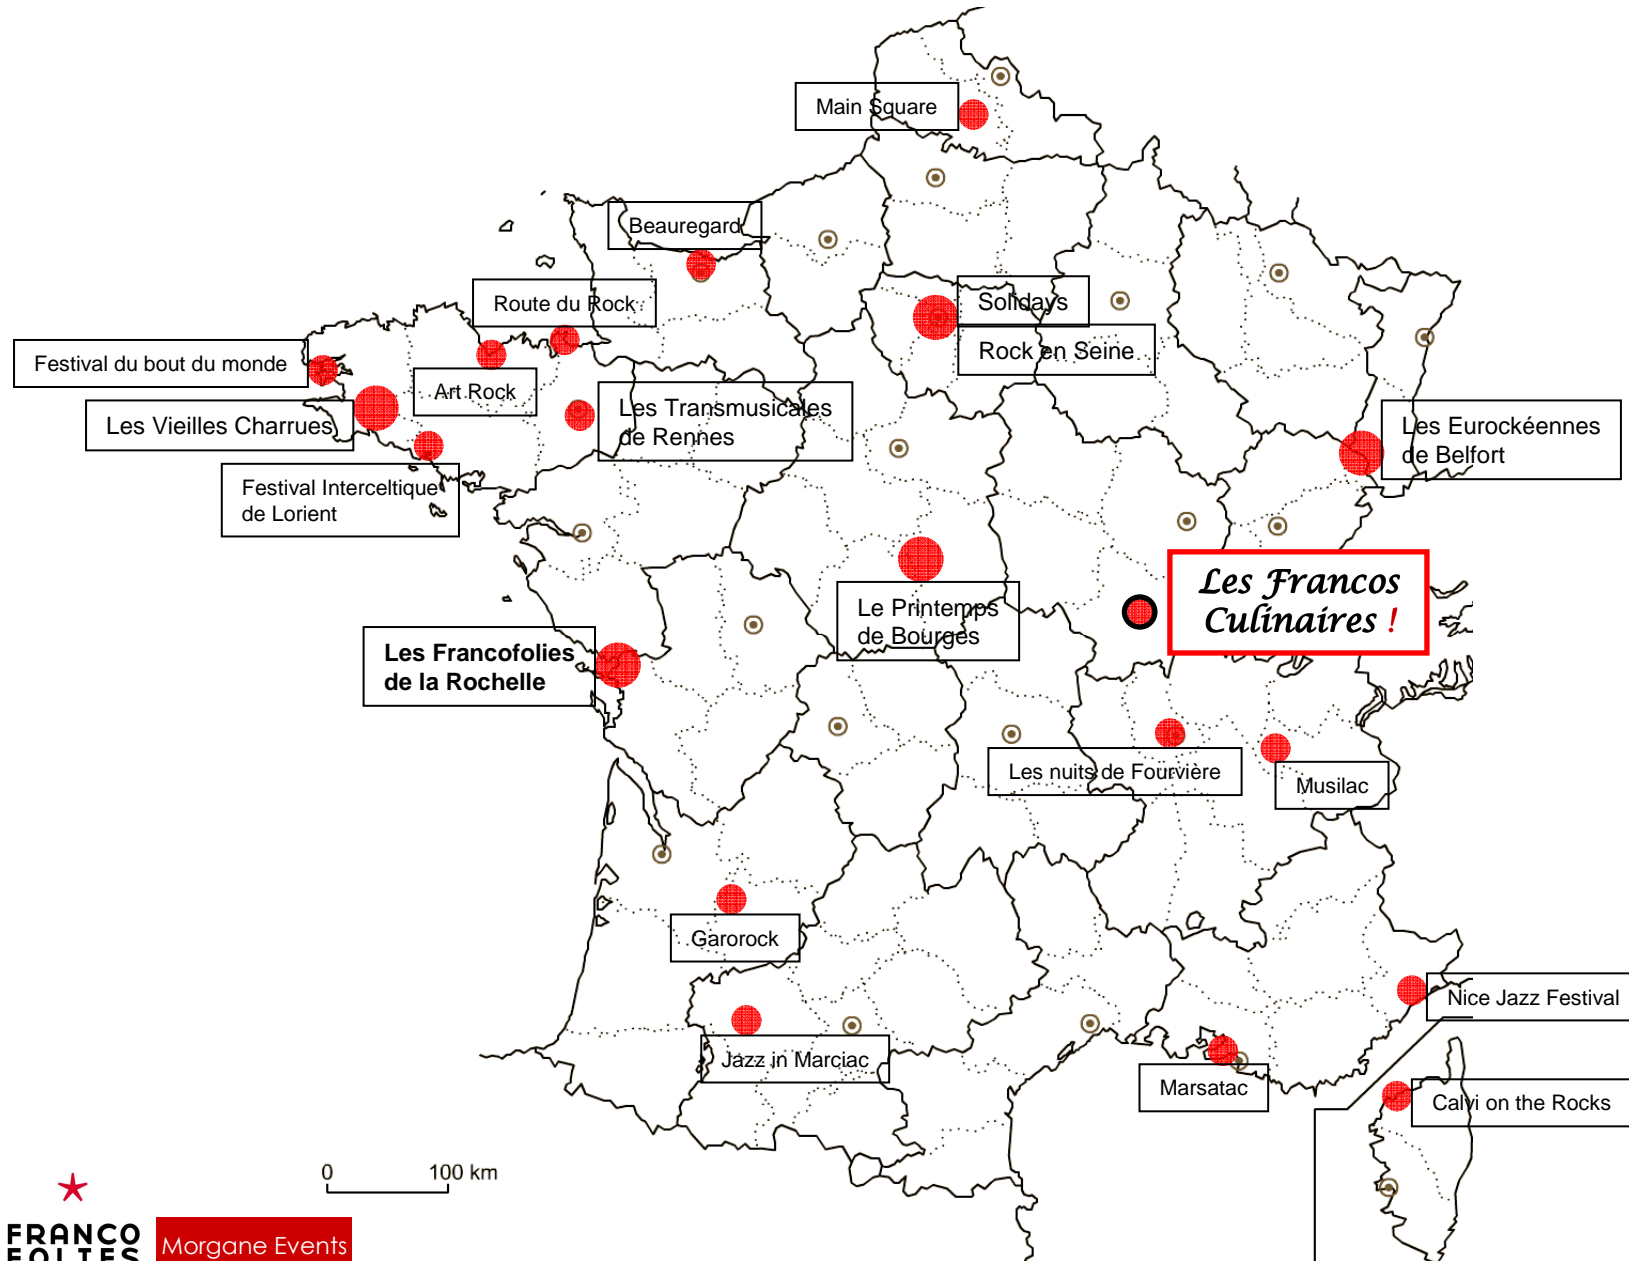 Main Square
Beauregard
Route du Rock
Solidays
Rock en Seine
Festival du bout du monde
Art Rock
Les Vieilles Charrues
Les Transmusicales
de Rennes
Les Eurockéennes
de Belfort
Festival Interceltique
de Lorient
Les Francos
Culinaires !
Le Printemps
de Bourges
Les Francofolies
de la Rochelle
Les nuits de Fourvière
Musilac
Garorock
Nice Jazz Festival
Jazz in Marciac
Marsatac
Calvi on the Rocks
0 100 km
FRANCO
FOLIES
Morgane Events